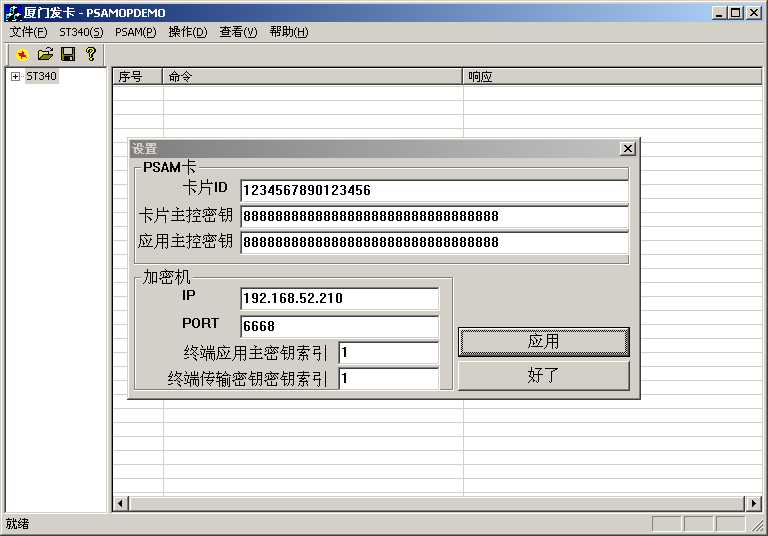 厦门发卡 - PSAMOPDEMO
文件(F) ST340(S) PSAM(P) 操作(D) 查看(V) 帮助(H)
ST340
序号 命令 响应
设置
PSAM卡
卡片ID 1234567890123456
卡片主控密钥 88888888888888888888888888888888
应用主控密钥 88888888888888888888888888888888
加密机
IP 192.168.52.210
PORT 6668
终端应用主密钥索引 1
终端传输密钥密钥索引 1
应用
好了
就绪